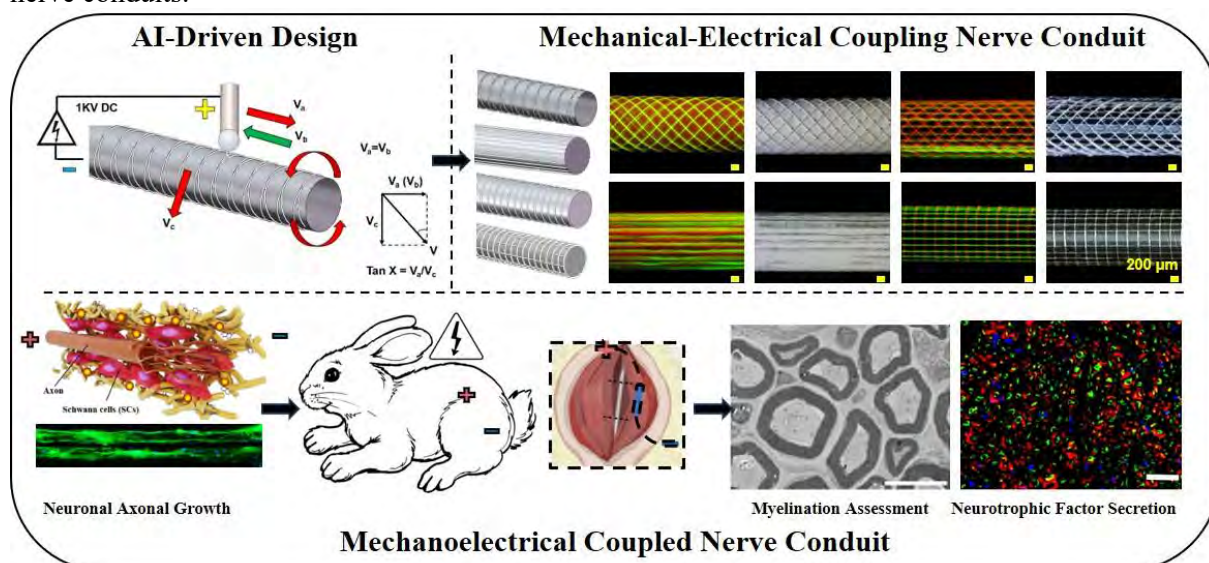 nerve conduits.
AI-Driven Design
Mechanical-Electrical Coupling Nerve Conduit
1KV DC
+
−
Va
Vb
Vc
Va=Vb
Va (Vb)
Vc
V
Tan X = Va/Vc
200 µm
+
−
Axon
Schwann cells (SCs)
+
−
Neuronal Axonal Growth
Myelination Assessment
Neurotrophic Factor Secretion
Mechanoelectrical Coupled Nerve Conduit